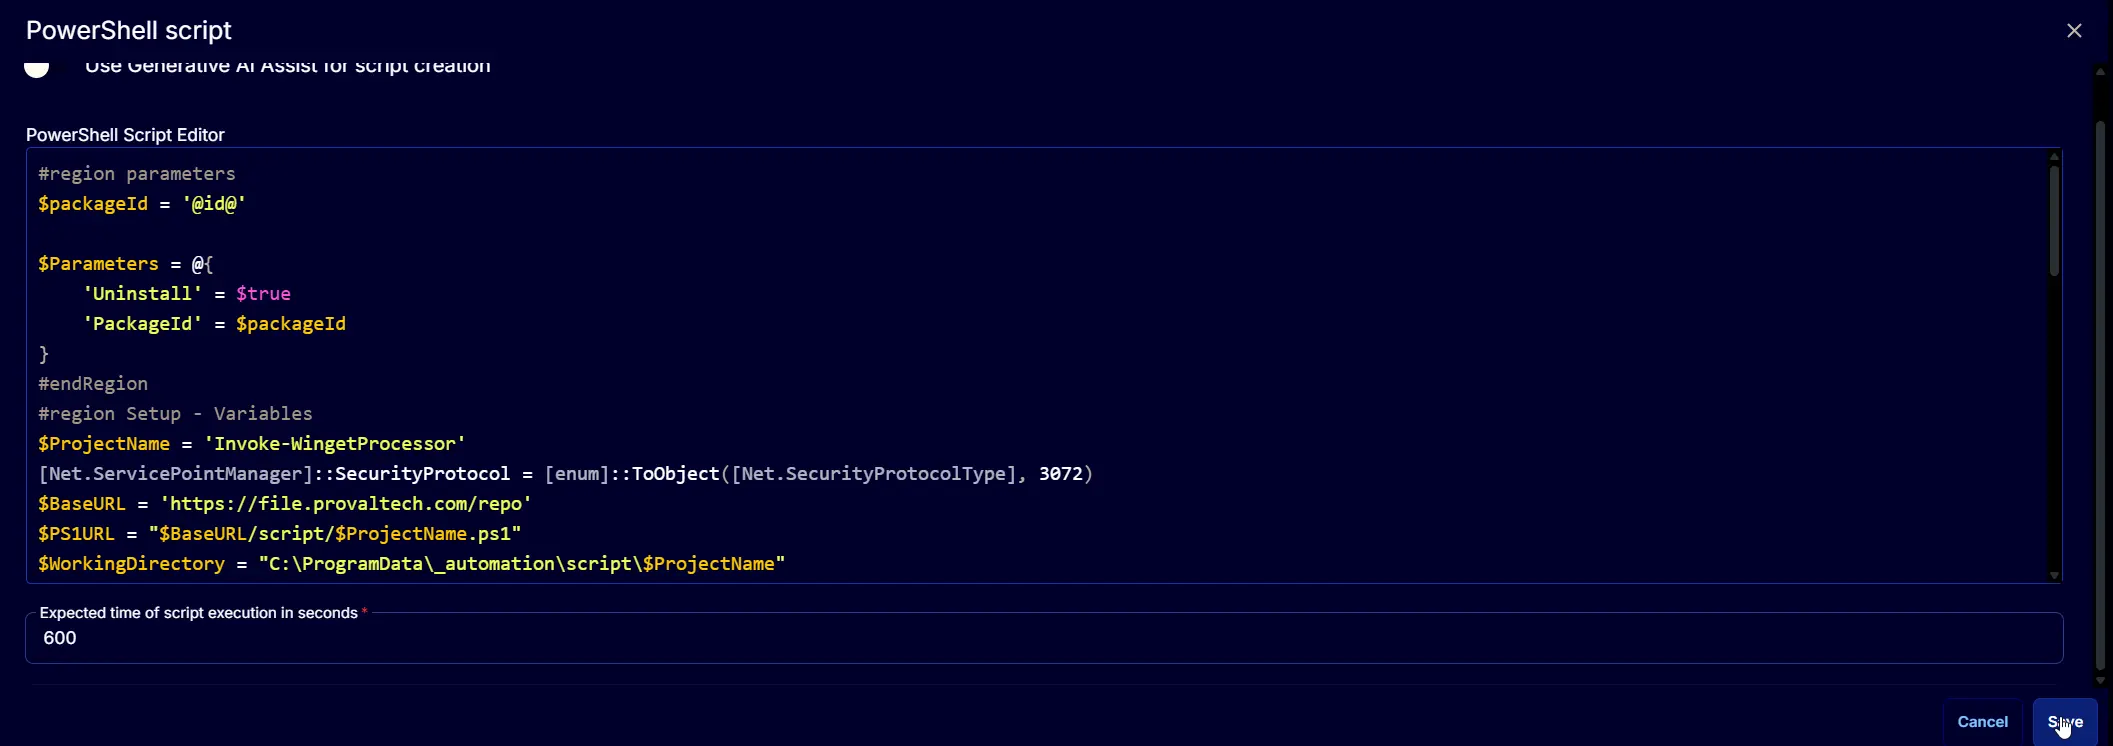 PowerShell script
Use Generative AI Assist for script creation
PowerShell Script Editor
#region parameters
$packageId = '@id@'
$Parameters = @{
    'Uninstall' = $true
    'PackageId' = $packageId
}
#endRegion
#region Setup - Variables
$ProjectName = 'Invoke-WingetProcessor'
[Net.ServicePointManager]::SecurityProtocol = [enum]::ToObject([Net.SecurityProtocolType], 3072)
$BaseURL = 'https://file.provaltech.com/repo'
$PS1URL = "$BaseURL/script/$ProjectName.ps1"
$WorkingDirectory = "C:\ProgramData\_automation\script\$ProjectName"
Expected time of script execution in seconds *
600
Cancel
Save